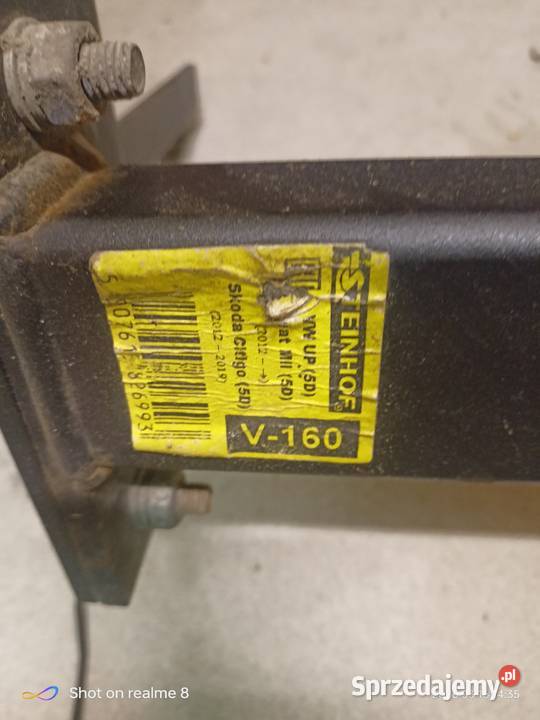 STEINHOF®
VW UP (5D)
(2012 - →)
Mii (5D)
Skoda Citigo (5D)
(2012 - 2019)
V-160
Shot on realme 8
Sprzedajemy.pl